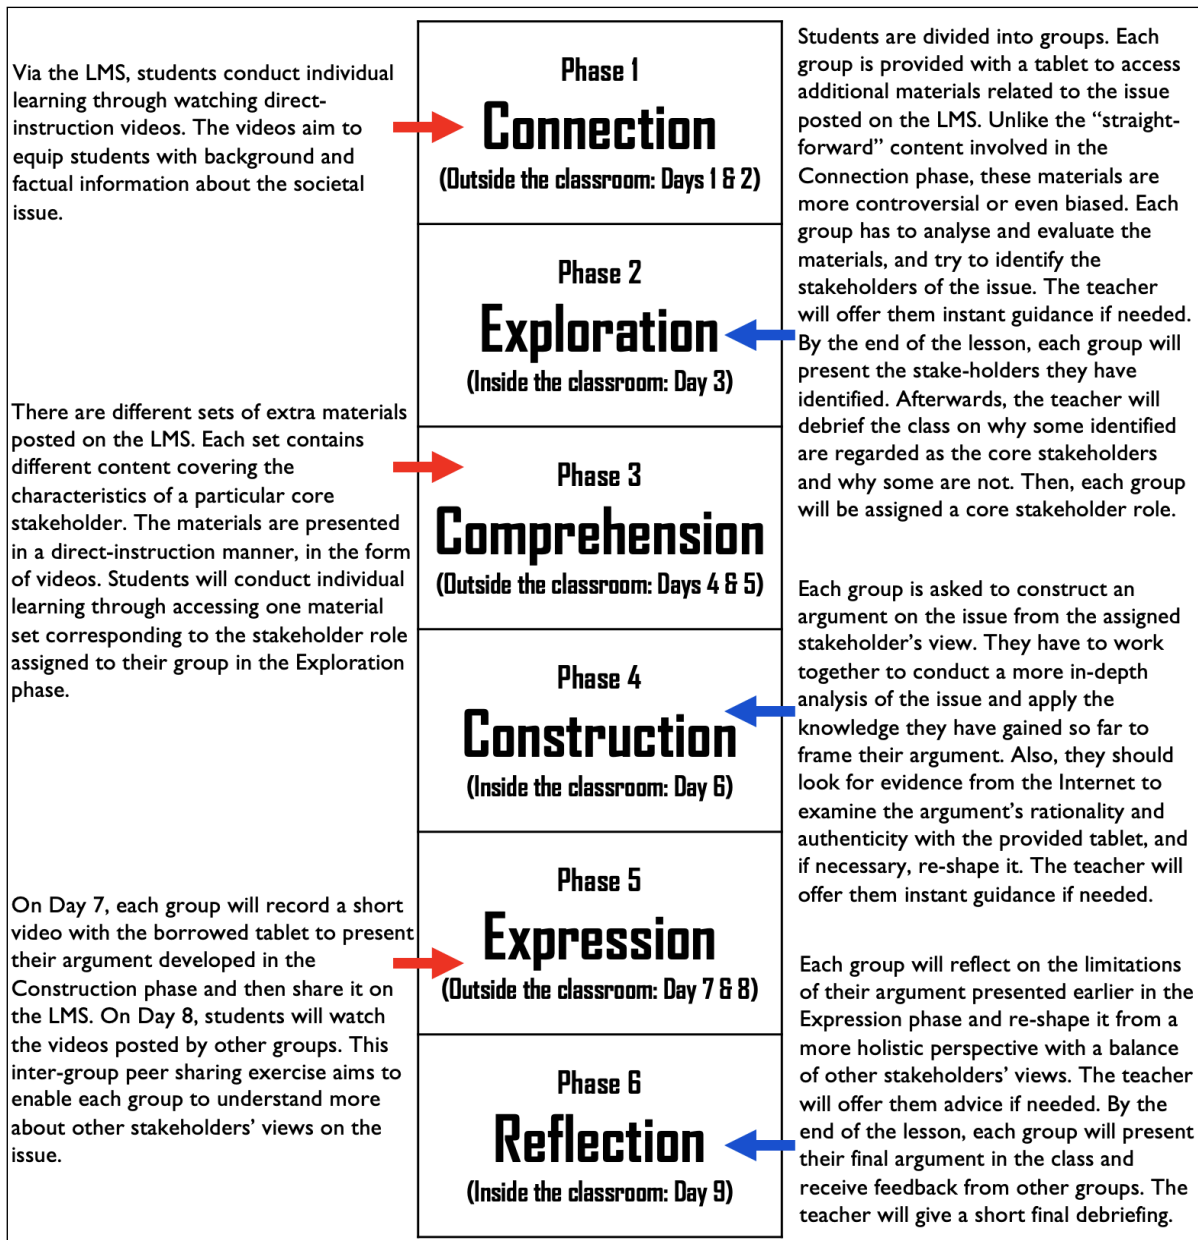 Via the LMS, students conduct individual
learning through watching direct-
instruction videos. The videos aim to
equip students with background and
factual information about the societal
issue.
Phase 1
Connection
(Outside the classroom: Days 1 & 2)
Students are divided into groups. Each
group is provided with a tablet to access
additional materials related to the issue
posted on the LMS. Unlike the “straight-
forward” content involved in the
Connection phase, these materials are
more controversial or even biased. Each
group has to analyse and evaluate the
materials, and try to identify the
stakeholders of the issue. The teacher
will offer them instant guidance if needed.
By the end of the lesson, each group will
present the stake-holders they have
identified. Afterwards, the teacher will
debrief the class on why some identified
are regarded as the core stakeholders
and why some are not. Then, each group
will be assigned a core stakeholder role.
Phase 2
Exploration
(Inside the classroom: Day 3)
There are different sets of extra materials
posted on the LMS. Each set contains
different content covering the
characteristics of a particular core
stakeholder. The materials are presented
in a direct-instruction manner, in the form
of videos. Students will conduct individual
learning through accessing one material
set corresponding to the stakeholder role
assigned to their group in the Exploration
phase.
Phase 3
Comprehension
(Outside the classroom: Days 4 & 5)
Each group is asked to construct an
argument on the issue from the assigned
stakeholder’s view. They have to work
together to conduct a more in-depth
analysis of the issue and apply the
knowledge they have gained so far to
frame their argument. Also, they should
look for evidence from the Internet to
examine the argument’s rationality and
authenticity with the provided tablet, and
if necessary, re-shape it. The teacher will
offer them instant guidance if needed.
Phase 4
Construction
(Inside the classroom: Day 6)
On Day 7, each group will record a short
video with the borrowed tablet to present
their argument developed in the
Construction phase and then share it on
the LMS. On Day 8, students will watch
the videos posted by other groups. This
inter-group peer sharing exercise aims to
enable each group to understand more
about other stakeholders’ views on the
issue.
Phase 5
Expression
(Outside the classroom: Day 7 & 8)
Each group will reflect on the limitations
of their argument presented earlier in the
Expression phase and re-shape it from a
more holistic perspective with a balance
of other stakeholders’ views. The teacher
will offer them advice if needed. By the
end of the lesson, each group will present
their final argument in the class and
receive feedback from other groups. The
teacher will give a short final debriefing.
Phase 6
Reflection
(Inside the classroom: Day 9)